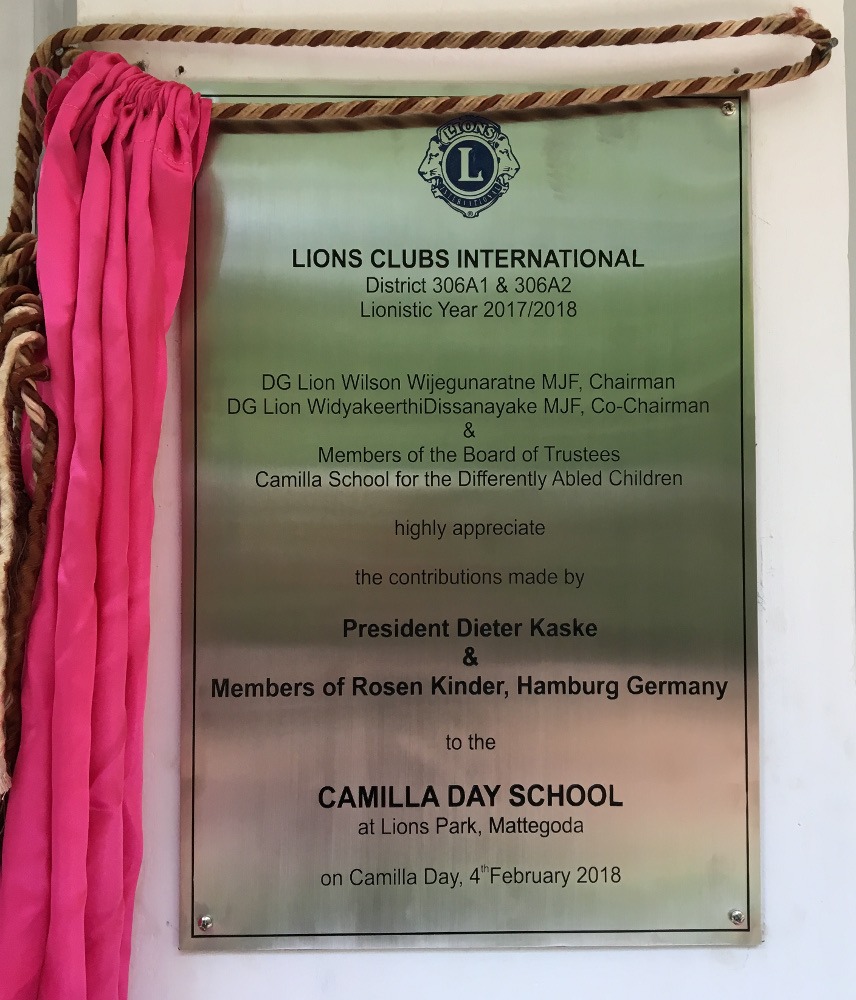 LIONS
L
INTERNATIONAL
LIONS CLUBS INTERNATIONAL
District 306A1 & 306A2
Lionistic Year 2017/2018
DG Lion Wilson Wijegunaratne MJF, Chairman
DG Lion WidyakeerthiDissanayake MJF, Co-Chairman
&
Members of the Board of Trustees
Camilla School for the Differently Abled Children
highly appreciate
the contributions made by
President Dieter Kaske
&
Members of Rosen Kinder, Hamburg Germany
to the
CAMILLA DAY SCHOOL
at Lions Park, Mattegoda
on Camilla Day, 4thFebruary 2018